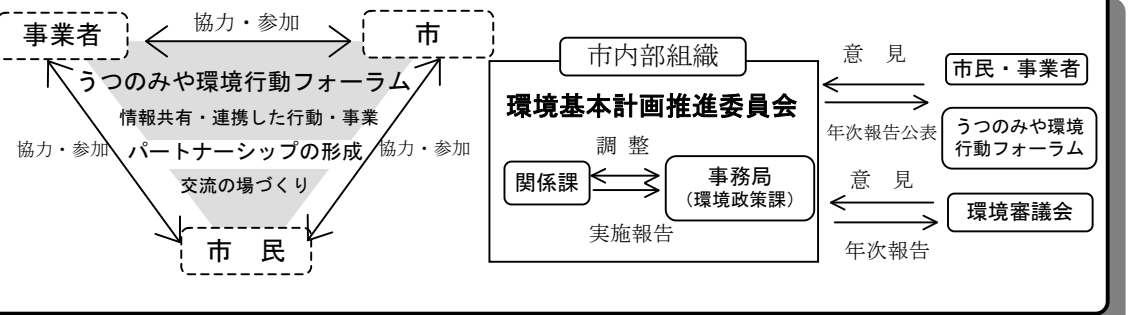 事業者
協力・参加
市
うつのみや環境行動フォーラム
情報共有・連携した行動・事業
協力・参加
パートナーシップの形成
協力・参加
交流の場づくり
市 民
市内部組織
環境基本計画推進委員会
調 整
関係課
事務局
（環境政策課）
実施報告
意 見
市民・事業者
年次報告公表
うつのみや環境
行動フォーラム
意 見
環境審議会
年次報告